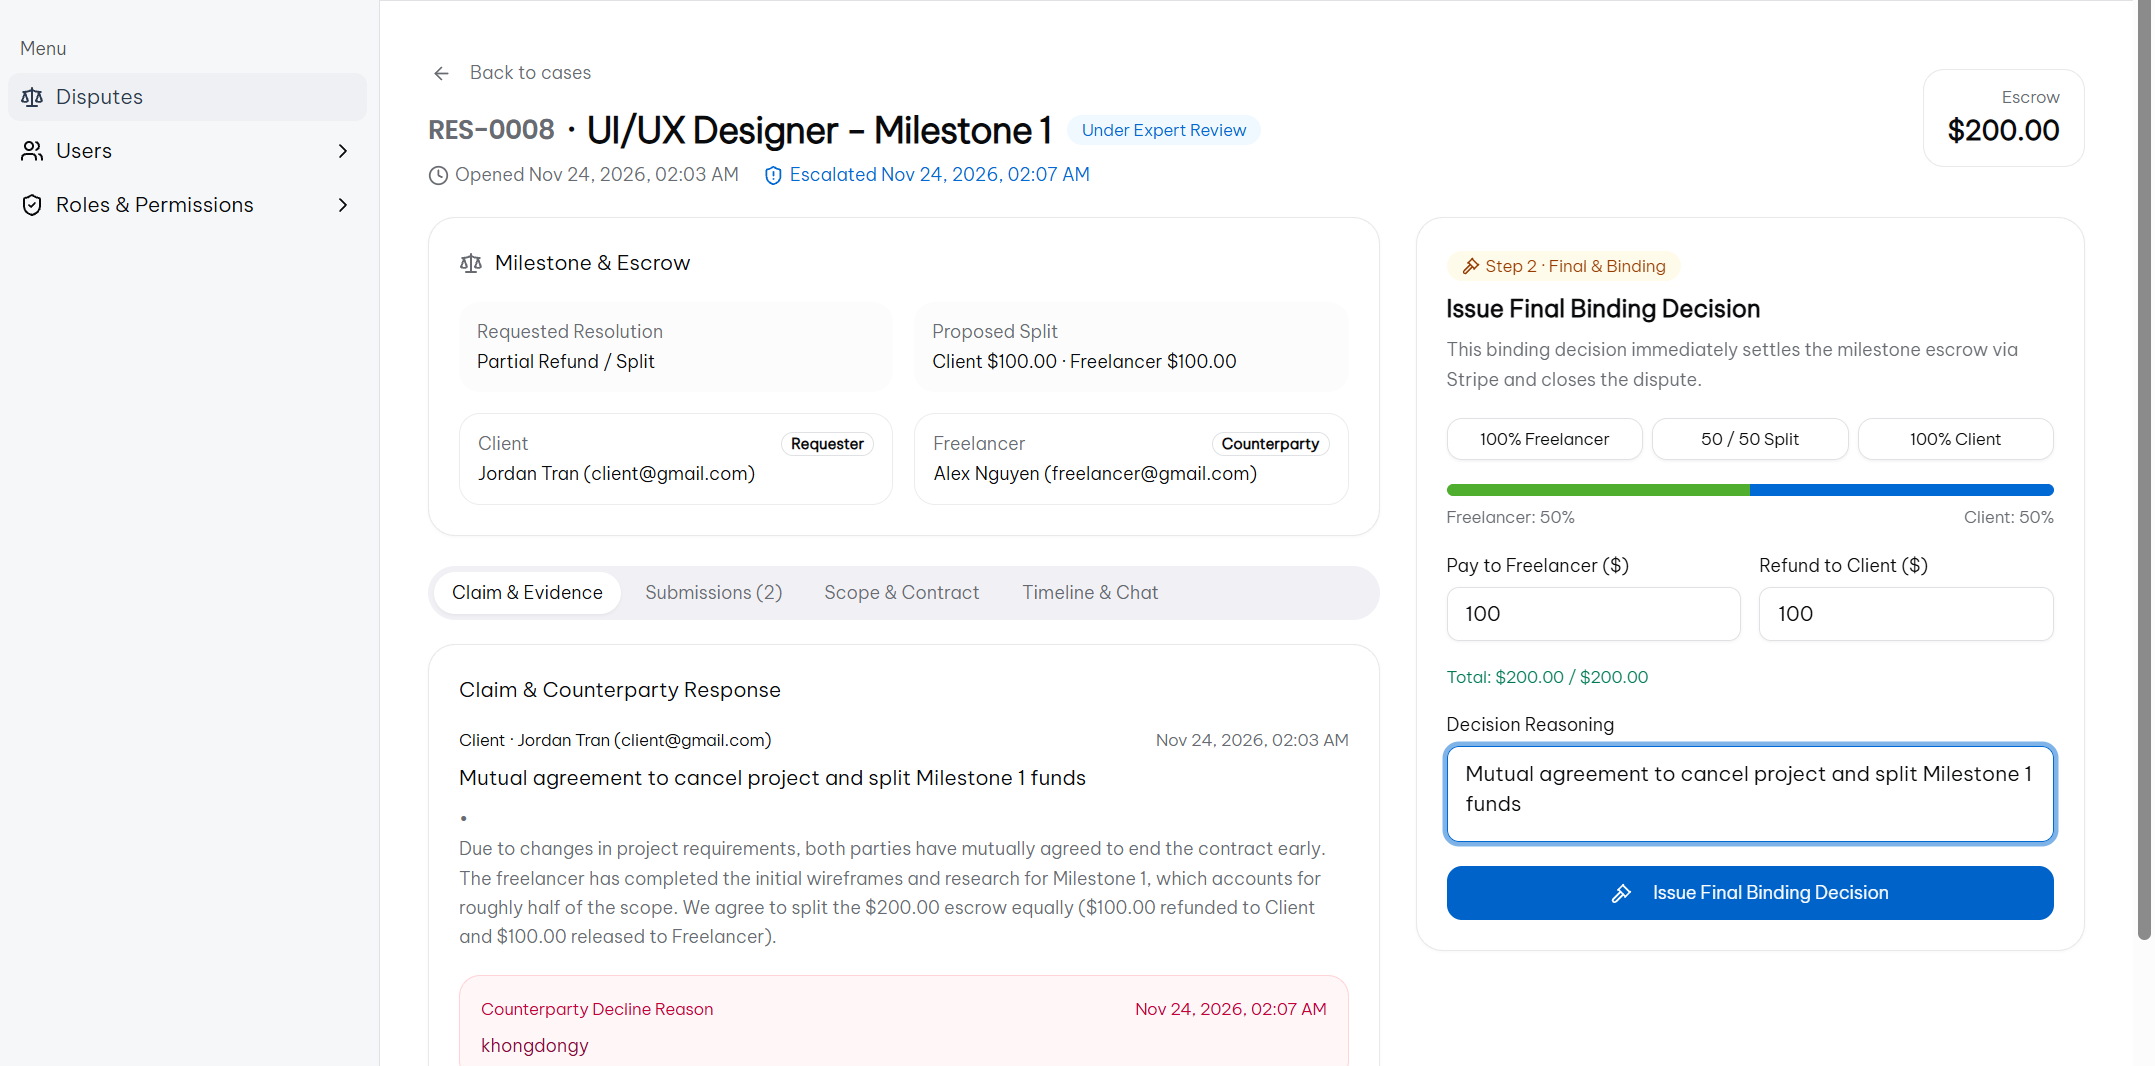 Menu
Disputes
Users
Roles & Permissions
Back to cases
RES-0008 · UI/UX Designer - Milestone 1
Under Expert Review
Opened Nov 24, 2026, 02:03 AM
Escalated Nov 24, 2026, 02:07 AM
Escrow
$200.00
Milestone & Escrow
Requested Resolution
Partial Refund / Split
Proposed Split
Client $100.00 · Freelancer $100.00
Client
Requester
Jordan Tran (client@gmail.com)
Freelancer
Counterparty
Alex Nguyen (freelancer@gmail.com)
Claim & Evidence
Submissions (2)
Scope & Contract
Timeline & Chat
Claim & Counterparty Response
Client · Jordan Tran (client@gmail.com)
Nov 24, 2026, 02:03 AM
Mutual agreement to cancel project and split Milestone 1 funds
•
Due to changes in project requirements, both parties have mutually agreed to end the contract early.
The freelancer has completed the initial wireframes and research for Milestone 1, which accounts for
roughly half of the scope. We agree to split the $200.00 escrow equally ($100.00 refunded to Client
and $100.00 released to Freelancer).
Counterparty Decline Reason
Nov 24, 2026, 02:07 AM
khongdongy
Step 2 · Final & Binding
Issue Final Binding Decision
This binding decision immediately settles the milestone escrow via
Stripe and closes the dispute.
100% Freelancer
50 / 50 Split
100% Client
Freelancer: 50%
Client: 50%
Pay to Freelancer ($)
Refund to Client ($)
100
100
Total: $200.00 / $200.00
Decision Reasoning
Mutual agreement to cancel project and split Milestone 1
funds
Issue Final Binding Decision